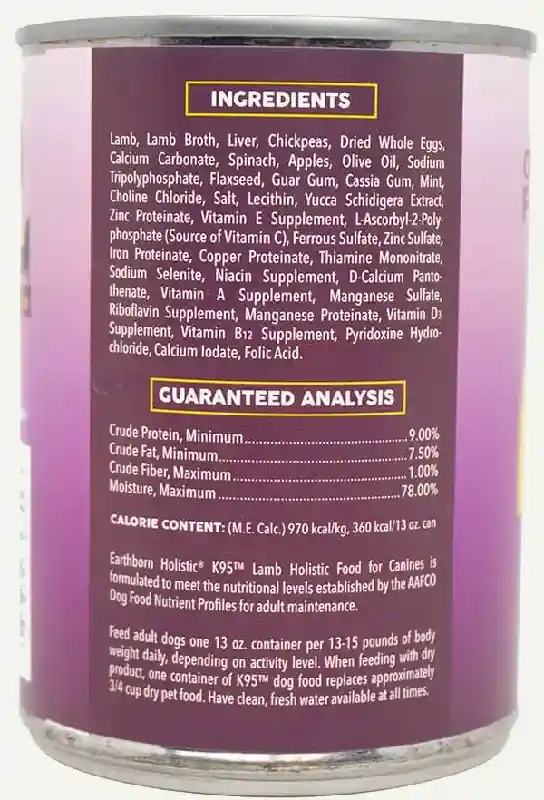 INGREDIENTS
Lamb, Lamb Broth, Liver, Chickpeas, Dried Whole Eggs,
Calcium Carbonate, Spinach, Apples, Olive Oil, Sodium
Tripolyphosphate, Flaxseed, Guar Gum, Cassia Gum, Mint,
Choline Chloride, Salt, Lecithin, Yucca Schidigera Extract,
Zinc Proteinate, Vitamin E Supplement, L-Ascorbyl-2-Poly-
phosphate (Source of Vitamin C), Ferrous Sulfate, Zinc Sulfate,
Iron Proteinate, Copper Proteinate, Thiamine Mononitrate,
Sodium Selenite, Niacin Supplement, D-Calcium Panto-
thenate, Vitamin A Supplement, Manganese Sulfate,
Riboflavin Supplement, Manganese Proteinate, Vitamin D3
Supplement, Vitamin B12 Supplement, Pyridoxine Hydro-
chloride, Calcium Iodate, Folic Acid.
GUARANTEED ANALYSIS
Crude Protein, Minimum 9.00%
Crude Fat, Minimum 7.50%
Crude Fiber, Maximum 1.00%
Moisture, Maximum 78.00%
CALORIE CONTENT: (M.E. Calc.) 970 kcal/kg, 360 kcal/13 oz. can
Earthborn Holistic® K95™ Lamb Holistic Food for Canines is
formulated to meet the nutritional levels established by the AAFCO
Dog Food Nutrient Profiles for adult maintenance.
Feed adult dogs one 13 oz. container per 13-15 pounds of body
weight daily, depending on activity level. When feeding with dry
product, one container of K95™ dog food replaces approximately
3/4 cup dry pet food. Have clean, fresh water available at all times.